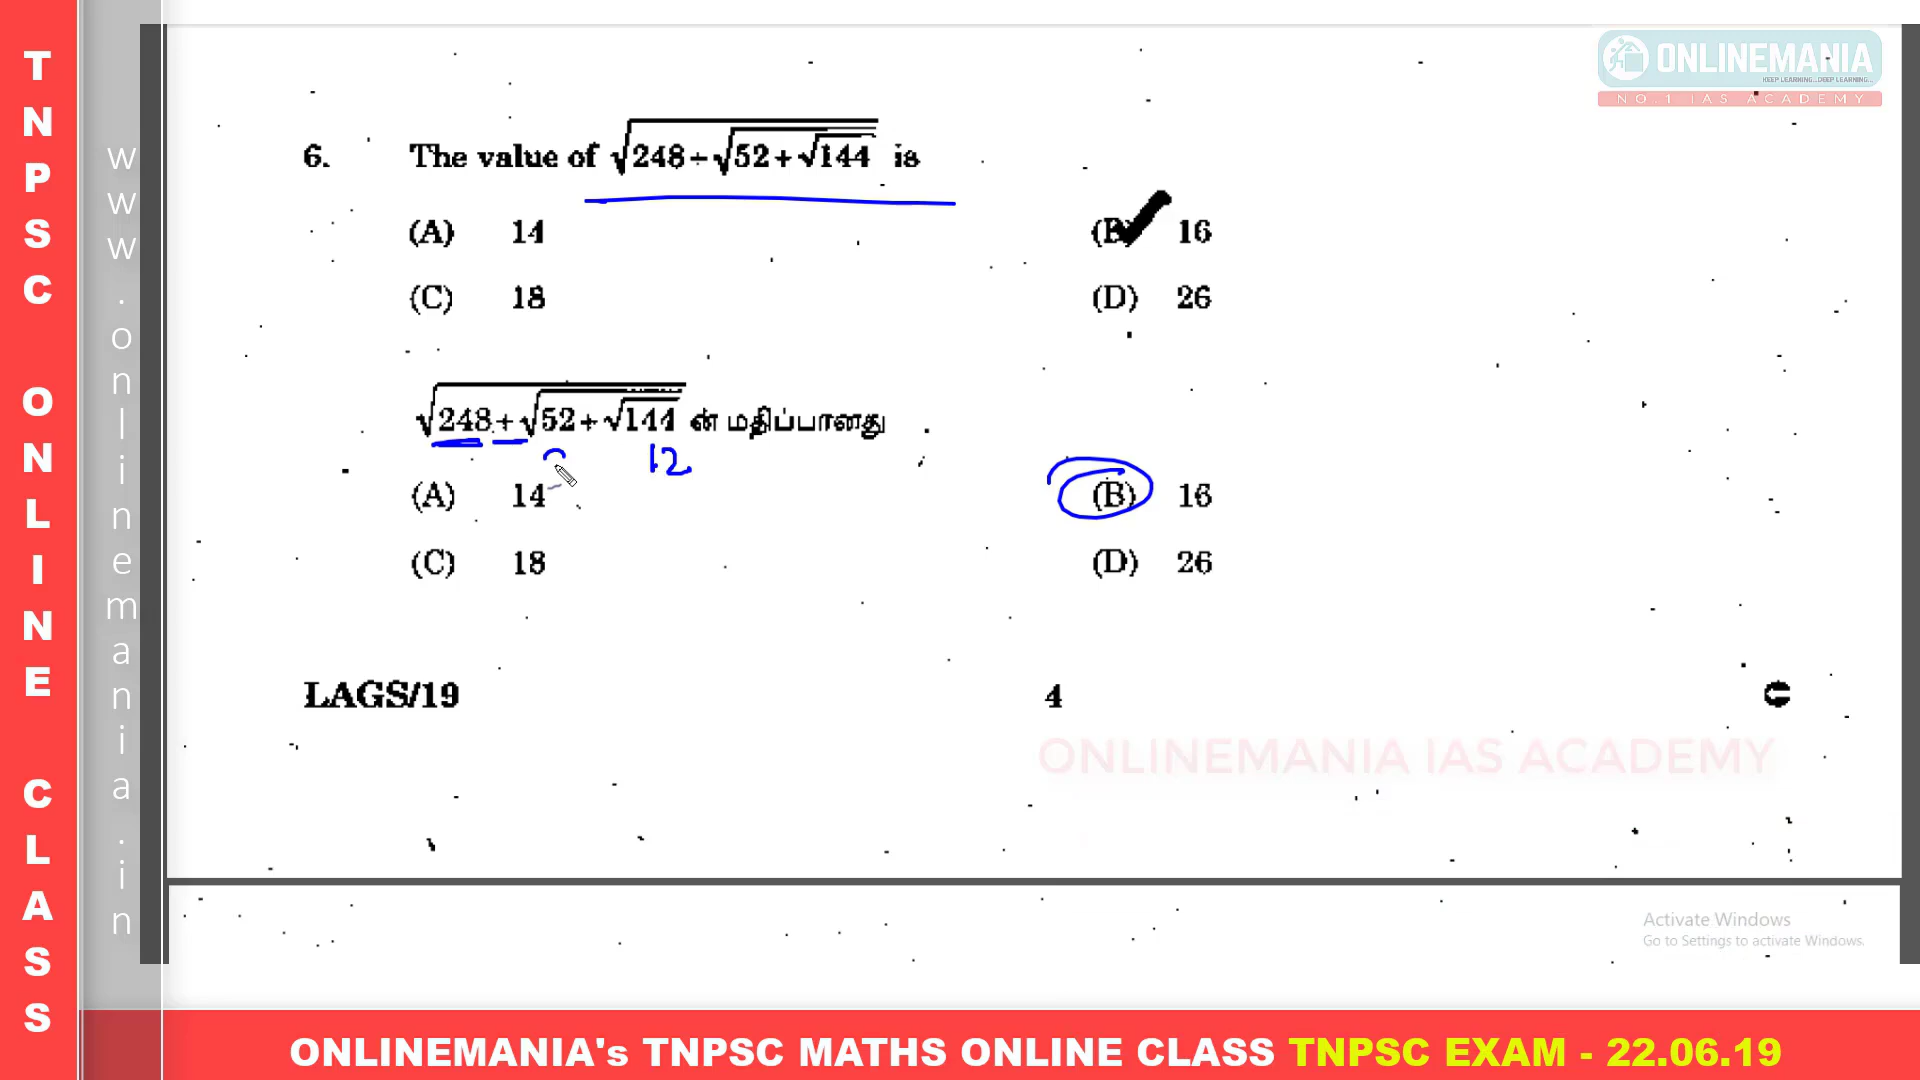 TNPSC ONLINE CLASS
www.onlinemania.in
ONLINEMANIA
KEEP LEARNING...DEEP LEARNING...
NO 1 IAS ACADEMY
6. The value of √248+√52+√144 is
(A) 14 (B) 16
(C) 18 (D) 26
√248+√52+√144 ன் மதிப்பானது
12
(A) 14 (B) 16
(C) 18 (D) 26
LAGS/19 4
ONLINEMANIA IAS ACADEMY
Activate Windows
Go to Settings to activate Windows.
ONLINEMANIA's TNPSC MATHS ONLINE CLASS TNPSC EXAM - 22.06.19